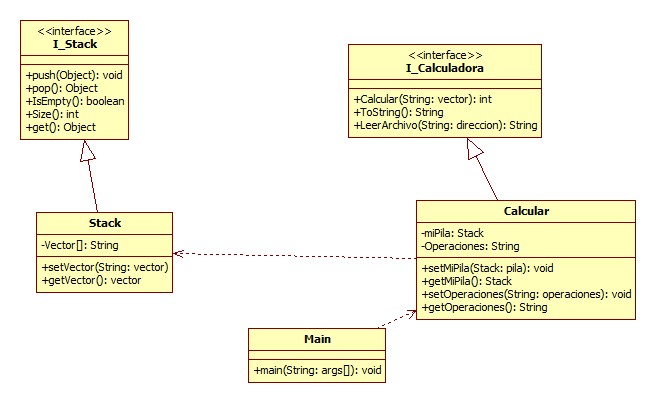 <<interface>>
I_Stack
+push(Object): void
+pop(): Object
+IsEmpty(): boolean
+Size(): int
+get(): Object
<<interface>>
I_Calculadora
+Calcular(String: vector): int
+ToString(): String
+LeerArchivo(String: direccion): String
Stack
-Vector[]: String
+setVector(String: vector)
+getVector(): vector
Calcular
-miPila: Stack
-Operaciones: String
+setMiPila(Stack: pila): void
+getMiPila(): Stack
+setOperaciones(String: operaciones): void
+getOperaciones(): String
Main
+main(String: args[]): void